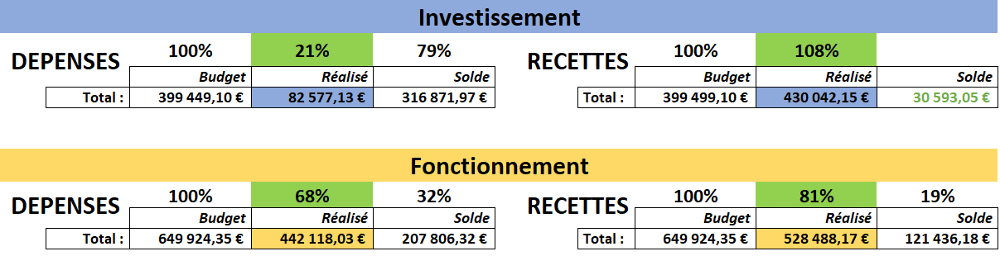 Investissement
100% 21% 79% 100% 108%
DEPENSES RECETTES
Budget Réalisé Solde Budget Réalisé Solde
Total : 399 449,10 € 82 577,13 € 316 871,97 € Total : 399 499,10 € 430 042,15 € 30 593,05 €
Fonctionnement
100% 68% 32% 100% 81% 19%
DEPENSES RECETTES
Budget Réalisé Solde Budget Réalisé Solde
Total : 649 924,35 € 442 118,03 € 207 806,32 € Total : 649 924,35 € 528 488,17 € 121 436,18 €